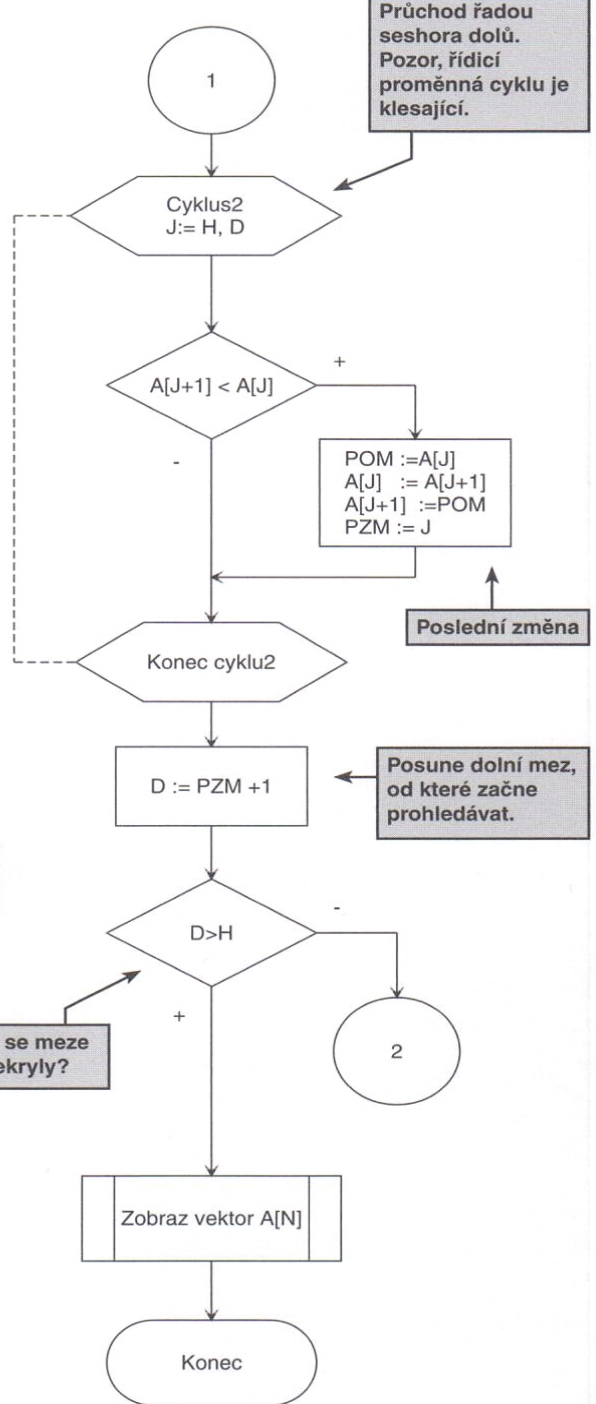 Průchod řadou
seshora dolů.
Pozor, řídicí
proměnná cyklu je
klesající.
1
Cyklus2
J:= H, D
A[J+1] < A[J]
+
-
POM :=A[J]
A[J] := A[J+1]
A[J+1] :=POM
PZM := J
Poslední změna
Konec cyklu2
D := PZM +1
Posune dolní mez,
od které začne
prohledávat.
D>H
-
+
se meze
ekryly?
2
Zobraz vektor A[N]
Konec